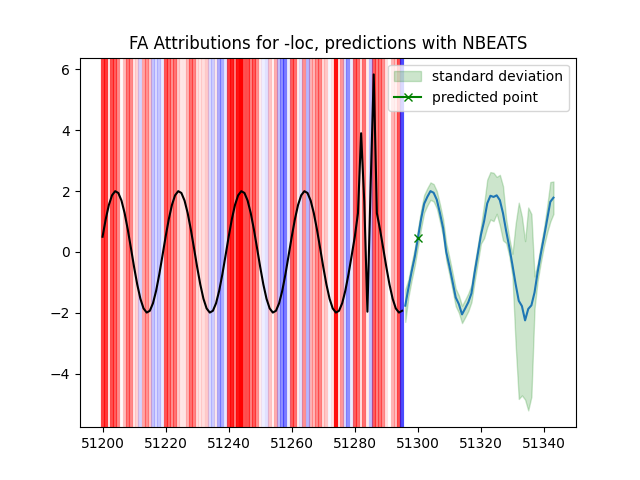 FA Attributions for -loc, predictions with NBEATS
standard deviation
predicted point
6
4
2
0
−2
−4
51200 51220 51240 51260 51280 51300 51320 51340